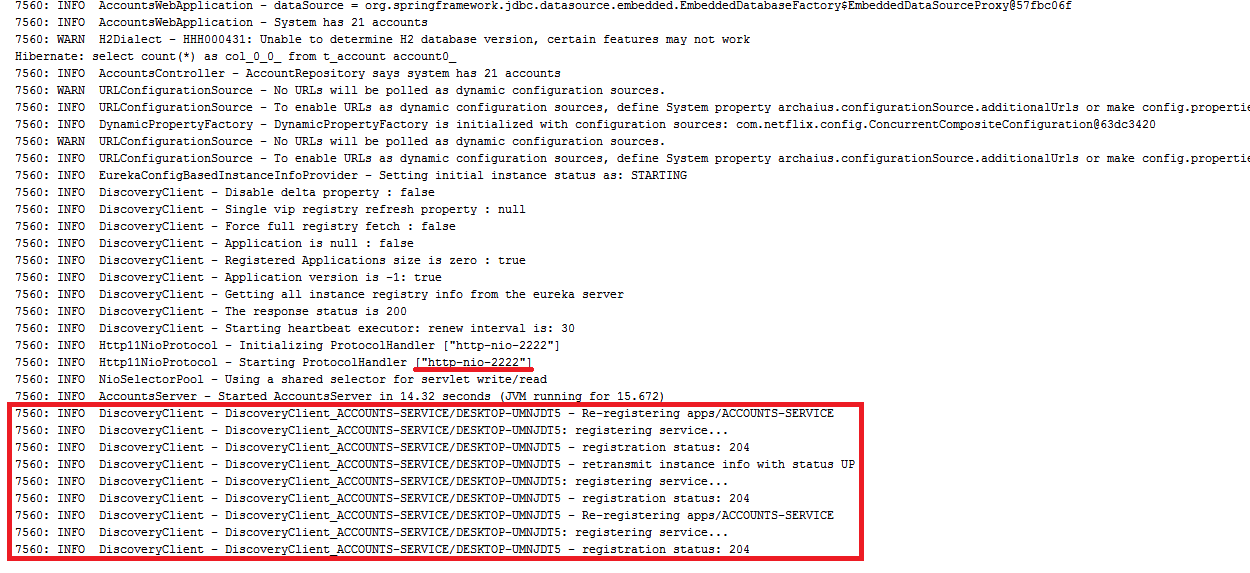 7560: INFO  AccountsWebApplication - dataSource = org.springframework.jdbc.datasource.embedded.EmbeddedDatabaseFactory$EmbeddedDataSourceProxy@57fbc06f
7560: INFO  AccountsWebApplication - System has 21 accounts
7560: WARN  H2Dialect - HHH000431: Unable to determine H2 database version, certain features may not work
Hibernate: select count(*) as col_0_0_ from t_account account0_
7560: INFO  AccountsController - AccountRepository says system has 21 accounts
7560: WARN  URLConfigurationSource - No URLs will be polled as dynamic configuration sources.
7560: INFO  URLConfigurationSource - To enable URLs as dynamic configuration sources, define System property archaius.configurationSource.additionalUrls or make config.propertie
7560: INFO  DynamicPropertyFactory - DynamicPropertyFactory is initialized with configuration sources: com.netflix.config.ConcurrentCompositeConfiguration@63dc3420
7560: WARN  URLConfigurationSource - No URLs will be polled as dynamic configuration sources.
7560: INFO  URLConfigurationSource - To enable URLs as dynamic configuration sources, define System property archaius.configurationSource.additionalUrls or make config.propertie
7560: INFO  EurekaConfigBasedInstanceInfoProvider - Setting initial instance status as: STARTING
7560: INFO  DiscoveryClient - Disable delta property : false
7560: INFO  DiscoveryClient - Single vip registry refresh property : null
7560: INFO  DiscoveryClient - Force full registry fetch : false
7560: INFO  DiscoveryClient - Application is null : false
7560: INFO  DiscoveryClient - Registered Applications size is zero : true
7560: INFO  DiscoveryClient - Application version is -1: true
7560: INFO  DiscoveryClient - Getting all instance registry info from the eureka server
7560: INFO  DiscoveryClient - The response status is 200
7560: INFO  DiscoveryClient - Starting heartbeat executor: renew interval is: 30
7560: INFO  Http11NioProtocol - Initializing ProtocolHandler ["http-nio-2222"]
7560: INFO  Http11NioProtocol - Starting ProtocolHandler ["http-nio-2222"]
7560: INFO  NioSelectorPool - Using a shared selector for servlet write/read
7560: INFO  AccountsServer - Started AccountsServer in 14.32 seconds (JVM running for 15.672)
7560: INFO  DiscoveryClient - DiscoveryClient_ACCOUNTS-SERVICE/DESKTOP-UMNJDT5 - Re-registering apps/ACCOUNTS-SERVICE
7560: INFO  DiscoveryClient - DiscoveryClient_ACCOUNTS-SERVICE/DESKTOP-UMNJDT5: registering service...
7560: INFO  DiscoveryClient - DiscoveryClient_ACCOUNTS-SERVICE/DESKTOP-UMNJDT5 - registration status: 204
7560: INFO  DiscoveryClient - DiscoveryClient_ACCOUNTS-SERVICE/DESKTOP-UMNJDT5 - retransmit instance info with status UP
7560: INFO  DiscoveryClient - DiscoveryClient_ACCOUNTS-SERVICE/DESKTOP-UMNJDT5: registering service...
7560: INFO  DiscoveryClient - DiscoveryClient_ACCOUNTS-SERVICE/DESKTOP-UMNJDT5 - registration status: 204
7560: INFO  DiscoveryClient - DiscoveryClient_ACCOUNTS-SERVICE/DESKTOP-UMNJDT5 - Re-registering apps/ACCOUNTS-SERVICE
7560: INFO  DiscoveryClient - DiscoveryClient_ACCOUNTS-SERVICE/DESKTOP-UMNJDT5: registering service...
7560: INFO  DiscoveryClient - DiscoveryClient_ACCOUNTS-SERVICE/DESKTOP-UMNJDT5 - registration status: 204